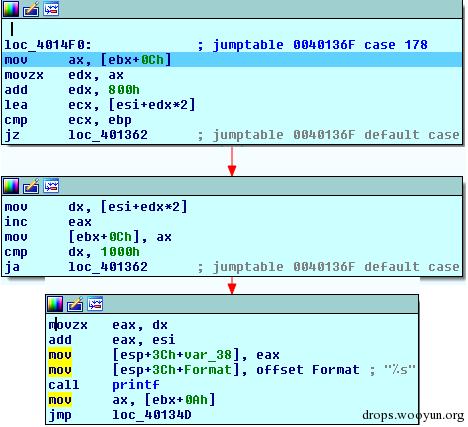 loc_4014F0: ; jumptable 0040136F case 178
mov ax, [ebx+0Ch]
movzx edx, ax
add edx, 800h
lea ecx, [esi+edx*2]
cmp ecx, ebp
jz loc_401362 ; jumptable 0040136F default case
mov dx, [esi+edx*2]
inc eax
mov [ebx+0Ch], ax
cmp dx, 1000h
ja loc_401362 ; jumptable 0040136F default case
movzx eax, dx
add eax, esi
mov [esp+3Ch+var_38], eax
mov [esp+3Ch+Format], offset Format ; "%s"
call printf
mov ax, [ebx+0Ah]
jmp loc_40134D
drops.wooyun.org